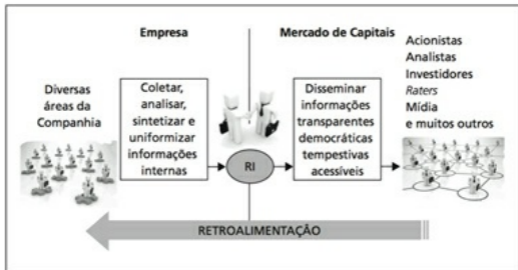 Empresa
Mercado de Capitais
Diversas
áreas da
Companhia
Coletar,
analisar,
sintetizar e
uniformizar
informações
internas
RI
Disseminar
informações
transparentes
democráticas
tempestivas
acessíveis
Acionistas
Analistas
Investidores
Raters
Mídia
e muitos outros
RETROALIMENTAÇÃO